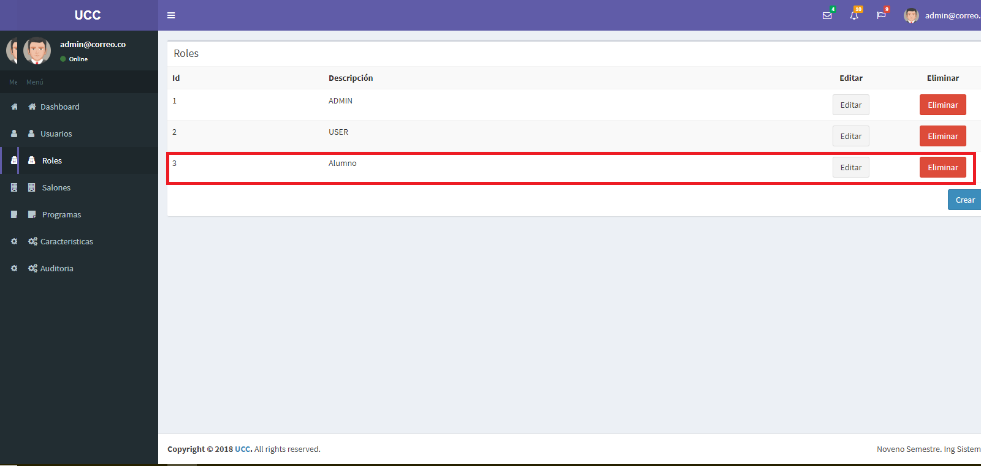 UCC
4
10
9
admin@correo.
admin@correo.co
Online
Me Menú
Dashboard
Usuarios
Roles
Salones
Programas
Caracteristicas
Auditoria
Roles
Id Descripción Editar Eliminar
1 ADMIN Editar Eliminar
2 USER Editar Eliminar
3 Alumno Editar Eliminar
Crear
Copyright © 2018 UCC. All rights reserved.
Noveno Semestre. Ing Sistem